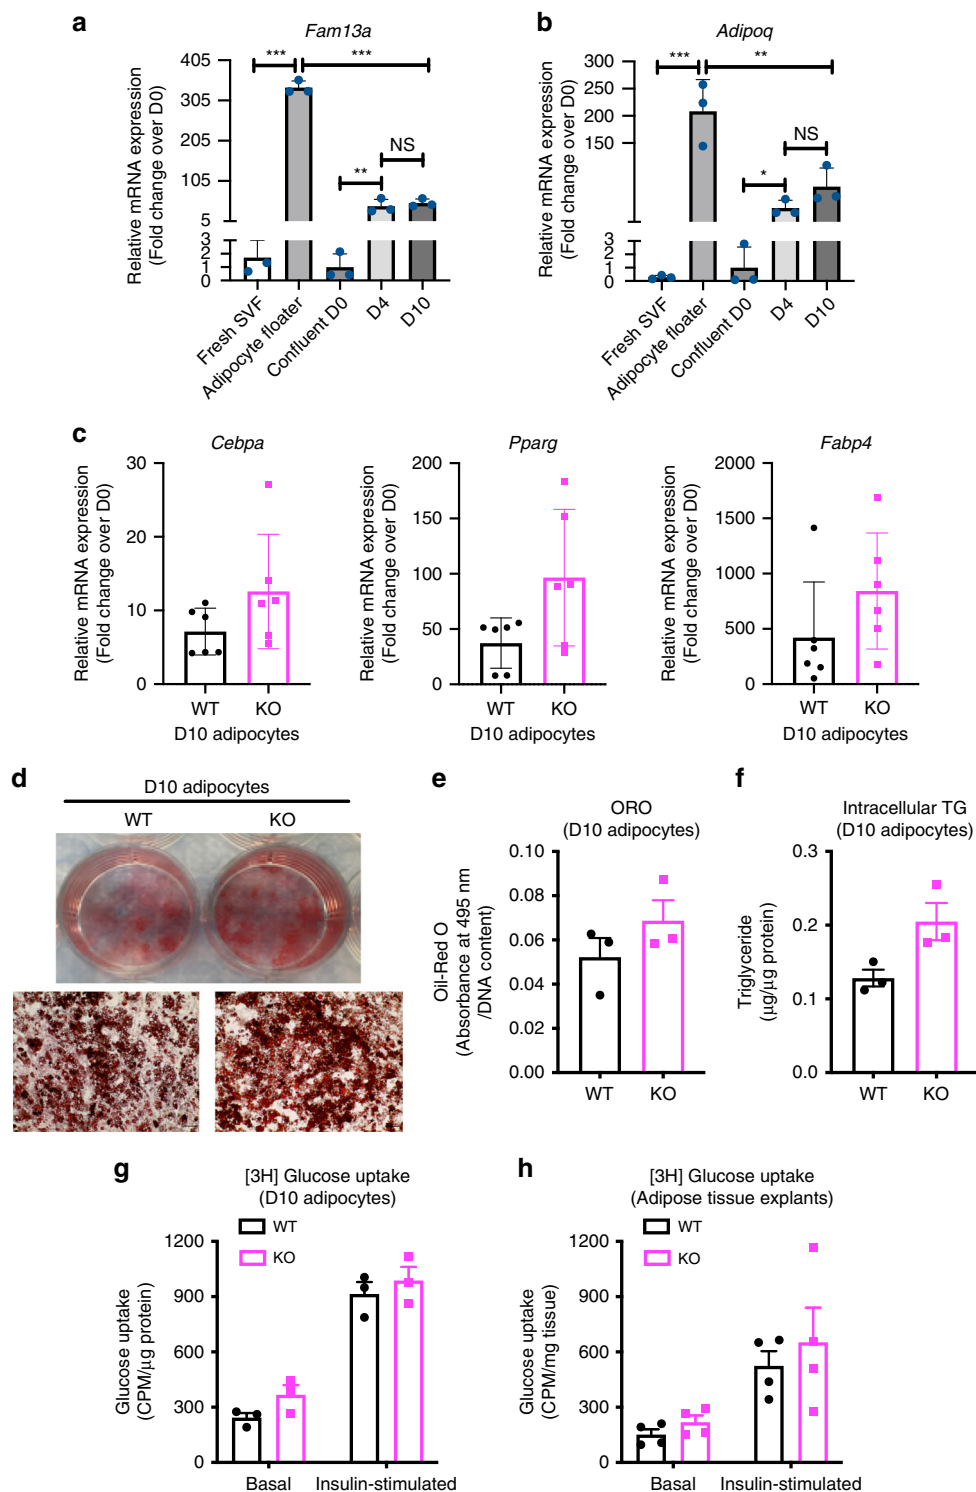 a
Fam13a
Relative mRNA expression
(Fold change over D0)
405
305
205
105
5
3
2
1
0
***
***
**
NS
Fresh SVF
Adipocyte floater
Confluent D0
D4
D10
b
Adipoq
Relative mRNA expression
(Fold change over D0)
300
250
200
150
3
2
1
0
***
**
*
NS
Fresh SVF
Adipocyte floater
Confluent D0
D4
D10
c
Cebpa
Relative mRNA expression
(Fold change over D0)
30
20
10
0
WT
KO
D10 adipocytes
Pparg
Relative mRNA expression
(Fold change over D0)
200
150
100
50
0
WT
KO
D10 adipocytes
Fabp4
Relative mRNA expression
(Fold change over D0)
2000
1500
1000
500
0
WT
KO
D10 adipocytes
d
D10 adipocytes
WT
KO
e
ORO
(D10 adipocytes)
Oil-Red O
(Absorbance at 495 nm
/DNA content)
0.10
0.08
0.06
0.04
0.02
0.00
WT
KO
f
Intracellular TG
(D10 adipocytes)
Triglyceride
(µg/µg protein)
0.3
0.2
0.1
0.0
WT
KO
g
[3H] Glucose uptake
(D10 adipocytes)
WT
KO
Glucose uptake
(CPM/µg protein)
1200
900
600
300
0
Basal
Insulin-stimulated
h
[3H] Glucose uptake
(Adipose tissue explants)
WT
KO
Glucose uptake
(CPM/mg tissue)
1200
900
600
300
0
Basal
Insulin-stimulated